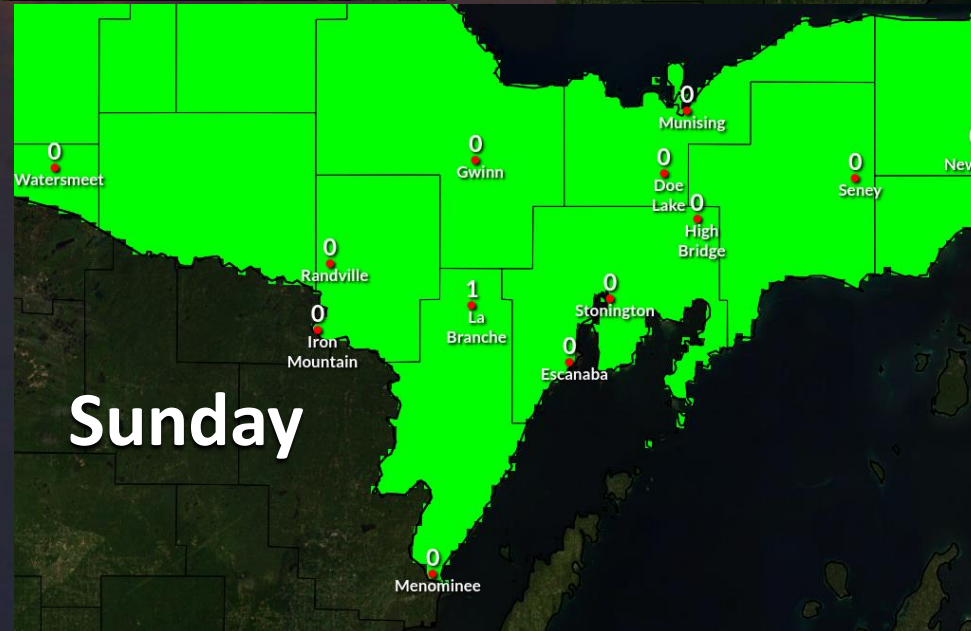 0
Munising
0
Watersmeet
0
Gwinn
0
Doe
Lake
0
Seney
New
0
High
Bridge
0
Randville
1
La
Branche
0
Stonington
0
Iron
Mountain
0
Escanaba
Sunday
0
Menominee